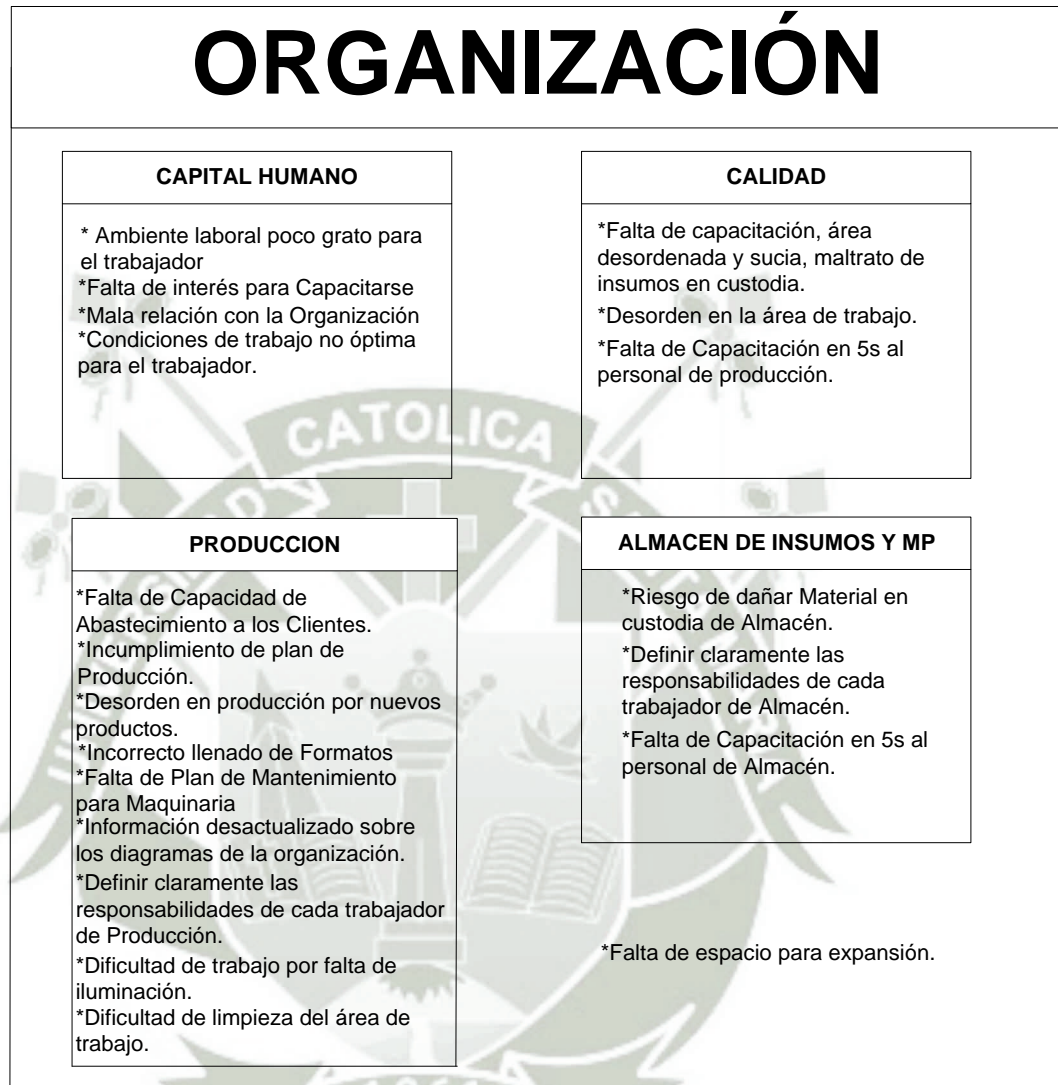 ORGANIZACIÓN
CAPITAL HUMANO
* Ambiente laboral poco grato para
el trabajador
*Falta de interés para Capacitarse
*Mala relación con la Organización
*Condiciones de trabajo no óptima
para el trabajador.
CALIDAD
*Falta de capacitación, área
desordenada y sucia, maltrato de
insumos en custodia.
*Desorden en la área de trabajo.
*Falta de Capacitación en 5s al
personal de producción.
PRODUCCION
*Falta de Capacidad de
Abastecimiento a los Clientes.
*Incumplimiento de plan de
Producción.
*Desorden en producción por nuevos
productos.
*Incorrecto llenado de Formatos
*Falta de Plan de Mantenimiento
para Maquinaria
*Información desactualizado sobre
los diagramas de la organización.
*Definir claramente las
responsabilidades de cada trabajador
de Producción.
*Dificultad de trabajo por falta de
iluminación.
*Dificultad de limpieza del área de
trabajo.
ALMACEN DE INSUMOS Y MP
*Riesgo de dañar Material en
custodia de Almacén.
*Definir claramente las
responsabilidades de cada
trabajador de Almacén.
*Falta de Capacitación en 5s al
personal de Almacén.
*Falta de espacio para expansión.
CATOLICA